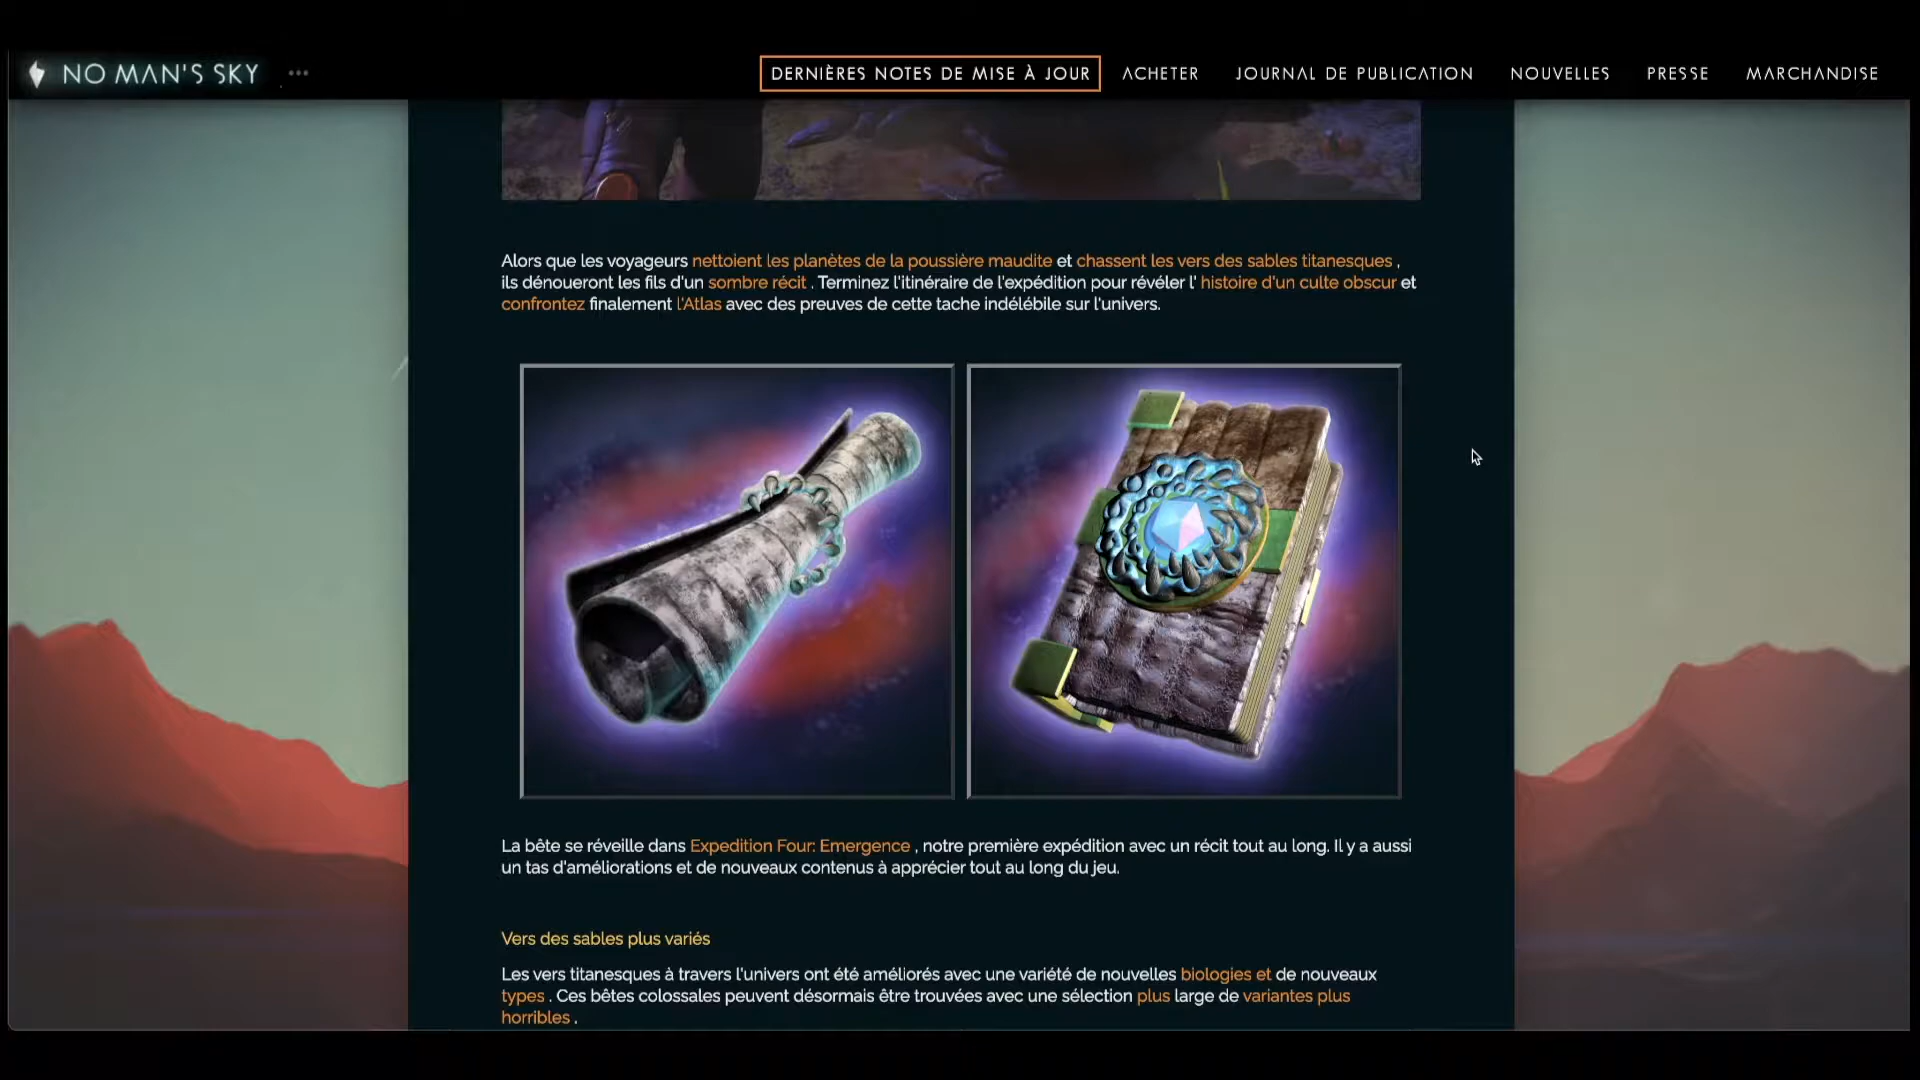 NO MAN'S SKY ...
DERNIÈRES NOTES DE MISE À JOUR
ACHETER
JOURNAL DE PUBLICATION
NOUVELLES
PRESSE
MARCHANDISE
Alors que les voyageurs nettoient les planètes de la poussière maudite et chassent les vers des sables titanesques ,
ils dénoueront les fils d'un sombre récit . Terminez l'itinéraire de l'expédition pour révéler l' histoire d'un culte obscur et
confrontez finalement l'Atlas avec des preuves de cette tache indélébile sur l'univers.
La bête se réveille dans Expedition Four: Emergence , notre première expédition avec un récit tout au long. Il y a aussi
un tas d'améliorations et de nouveaux contenus à apprécier tout au long du jeu.
Vers des sables plus variés
Les vers titanesques à travers l'univers ont été améliorés avec une variété de nouvelles biologies et de nouveaux
types . Ces bêtes colossales peuvent désormais être trouvées avec une sélection plus large de variantes plus
horribles .